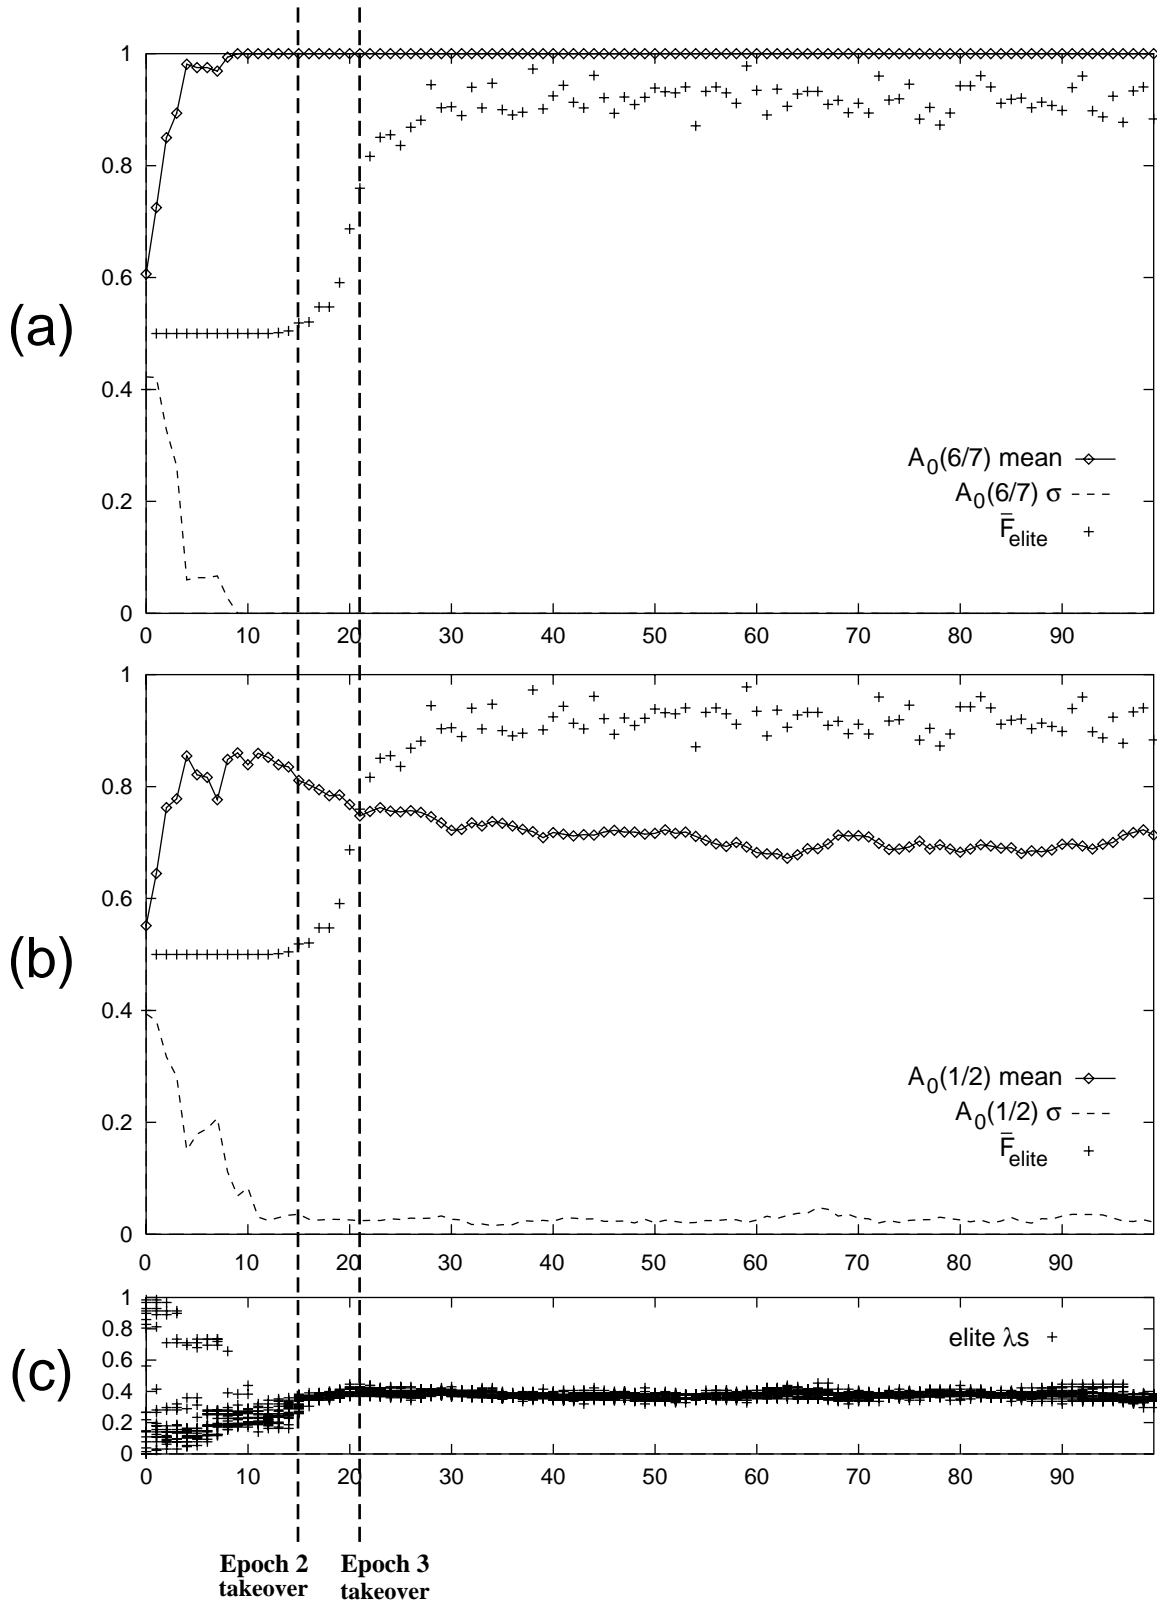 (a)
1
0.8
0.6
0.4
0.2
0
A0(6/7) mean
A0(6/7) σ
F̄elite
0 10 20 30 40 50 60 70 80 90
(b)
1
0.8
0.6
0.4
0.2
0
A0(1/2) mean
A0(1/2) σ
F̄elite
0 10 20 30 40 50 60 70 80 90
(c)
1
0.8
0.6
0.4
0.2
0
elite λs
0 10 20 30 40 50 60 70 80 90
Epoch 2 takeover
Epoch 3 takeover